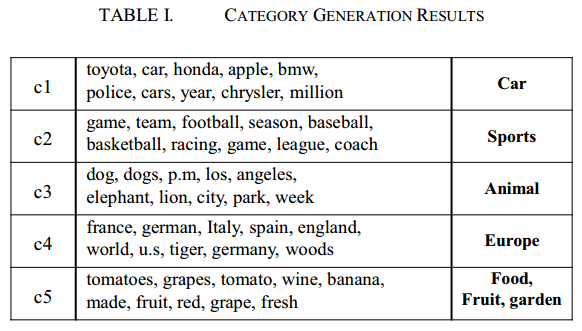 TABLE I. CATEGORY GENERATION RESULTS
c1
toyota, car, honda, apple, bmw,
police, cars, year, chrysler, million
Car
c2
game, team, football, season, baseball,
basketball, racing, game, league, coach
Sports
c3
dog, dogs, p.m, los, angeles,
elephant, lion, city, park, week
Animal
c4
france, german, Italy, spain, england,
world, u.s, tiger, germany, woods
Europe
c5
tomatoes, grapes, tomato, wine, banana,
made, fruit, red, grape, fresh
Food,
Fruit, garden